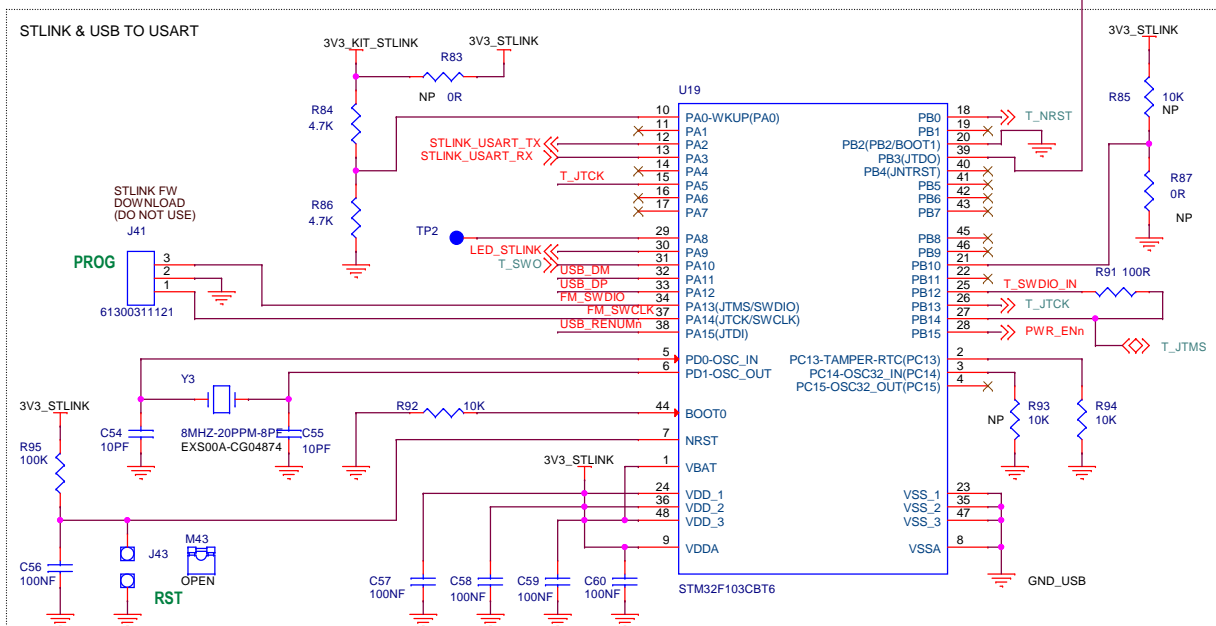 STLINK & USB TO USART
3V3_KIT_STLINK
3V3_STLINK
R83
NP 0R
R84
4.7K
R86
4.7K
STLINK_USART_TX
STLINK_USART_RX
T_JTCK
STLINK FW
DOWNLOAD
(DO NOT USE)
J41
PROG
3
2
1
61300311121
TP2
LED_STLINK
T_SWO
USB_DM
USB_DP
FM_SWDIO
FM_SWCLK
USB_RENUMn
U19
10 PA0-WKUP(PA0)
11 PA1
12 PA2
13 PA3
14 PA4
15 PA5
16 PA6
17 PA7
29 PA8
30 PA9
31 PA10
32 PA11
33 PA12
34 PA13(JTMS/SWDIO)
37 PA14(JTCK/SWCLK)
38 PA15(JTDI)
5 PD0-OSC_IN
6 PD1-OSC_OUT
44 BOOT0
7 NRST
1 VBAT
24 VDD_1
36 VDD_2
48 VDD_3
9 VDDA
STM32F103CBT6
PB0 18
PB1 19
PB2(PB2/BOOT1) 20
PB3(JTDO) 39
PB4(JNTRST) 40
PB5 41
PB6 42
PB7 43
PB8 45
PB9 46
PB10 21
PB11 22
PB12 25
PB13 26
PB14 27
PB15 28
PC13-TAMPER-RTC(PC13) 2
PC14-OSC32_IN(PC14) 3
PC15-OSC32_OUT(PC15) 4
VSS_1 23
VSS_2 35
VSS_3 47
VSSA 8
T_NRST
3V3_STLINK
R85 10K
NP
R87
0R
NP
R91 100R
T_SWDIO_IN
T_JTCK
PWR_ENn
T_JTMS
NP
R93
10K
R94
10K
GND_USB
Y3
8MHZ-20PPM-8PF
EXS00A-CG04874
C54
10PF
C55
10PF
R92 10K
3V3_STLINK
R95
100K
C56
100NF
J43
M43
OPEN
RST
3V3_STLINK
C57
100NF
C58
100NF
C59
100NF
C60
100NF